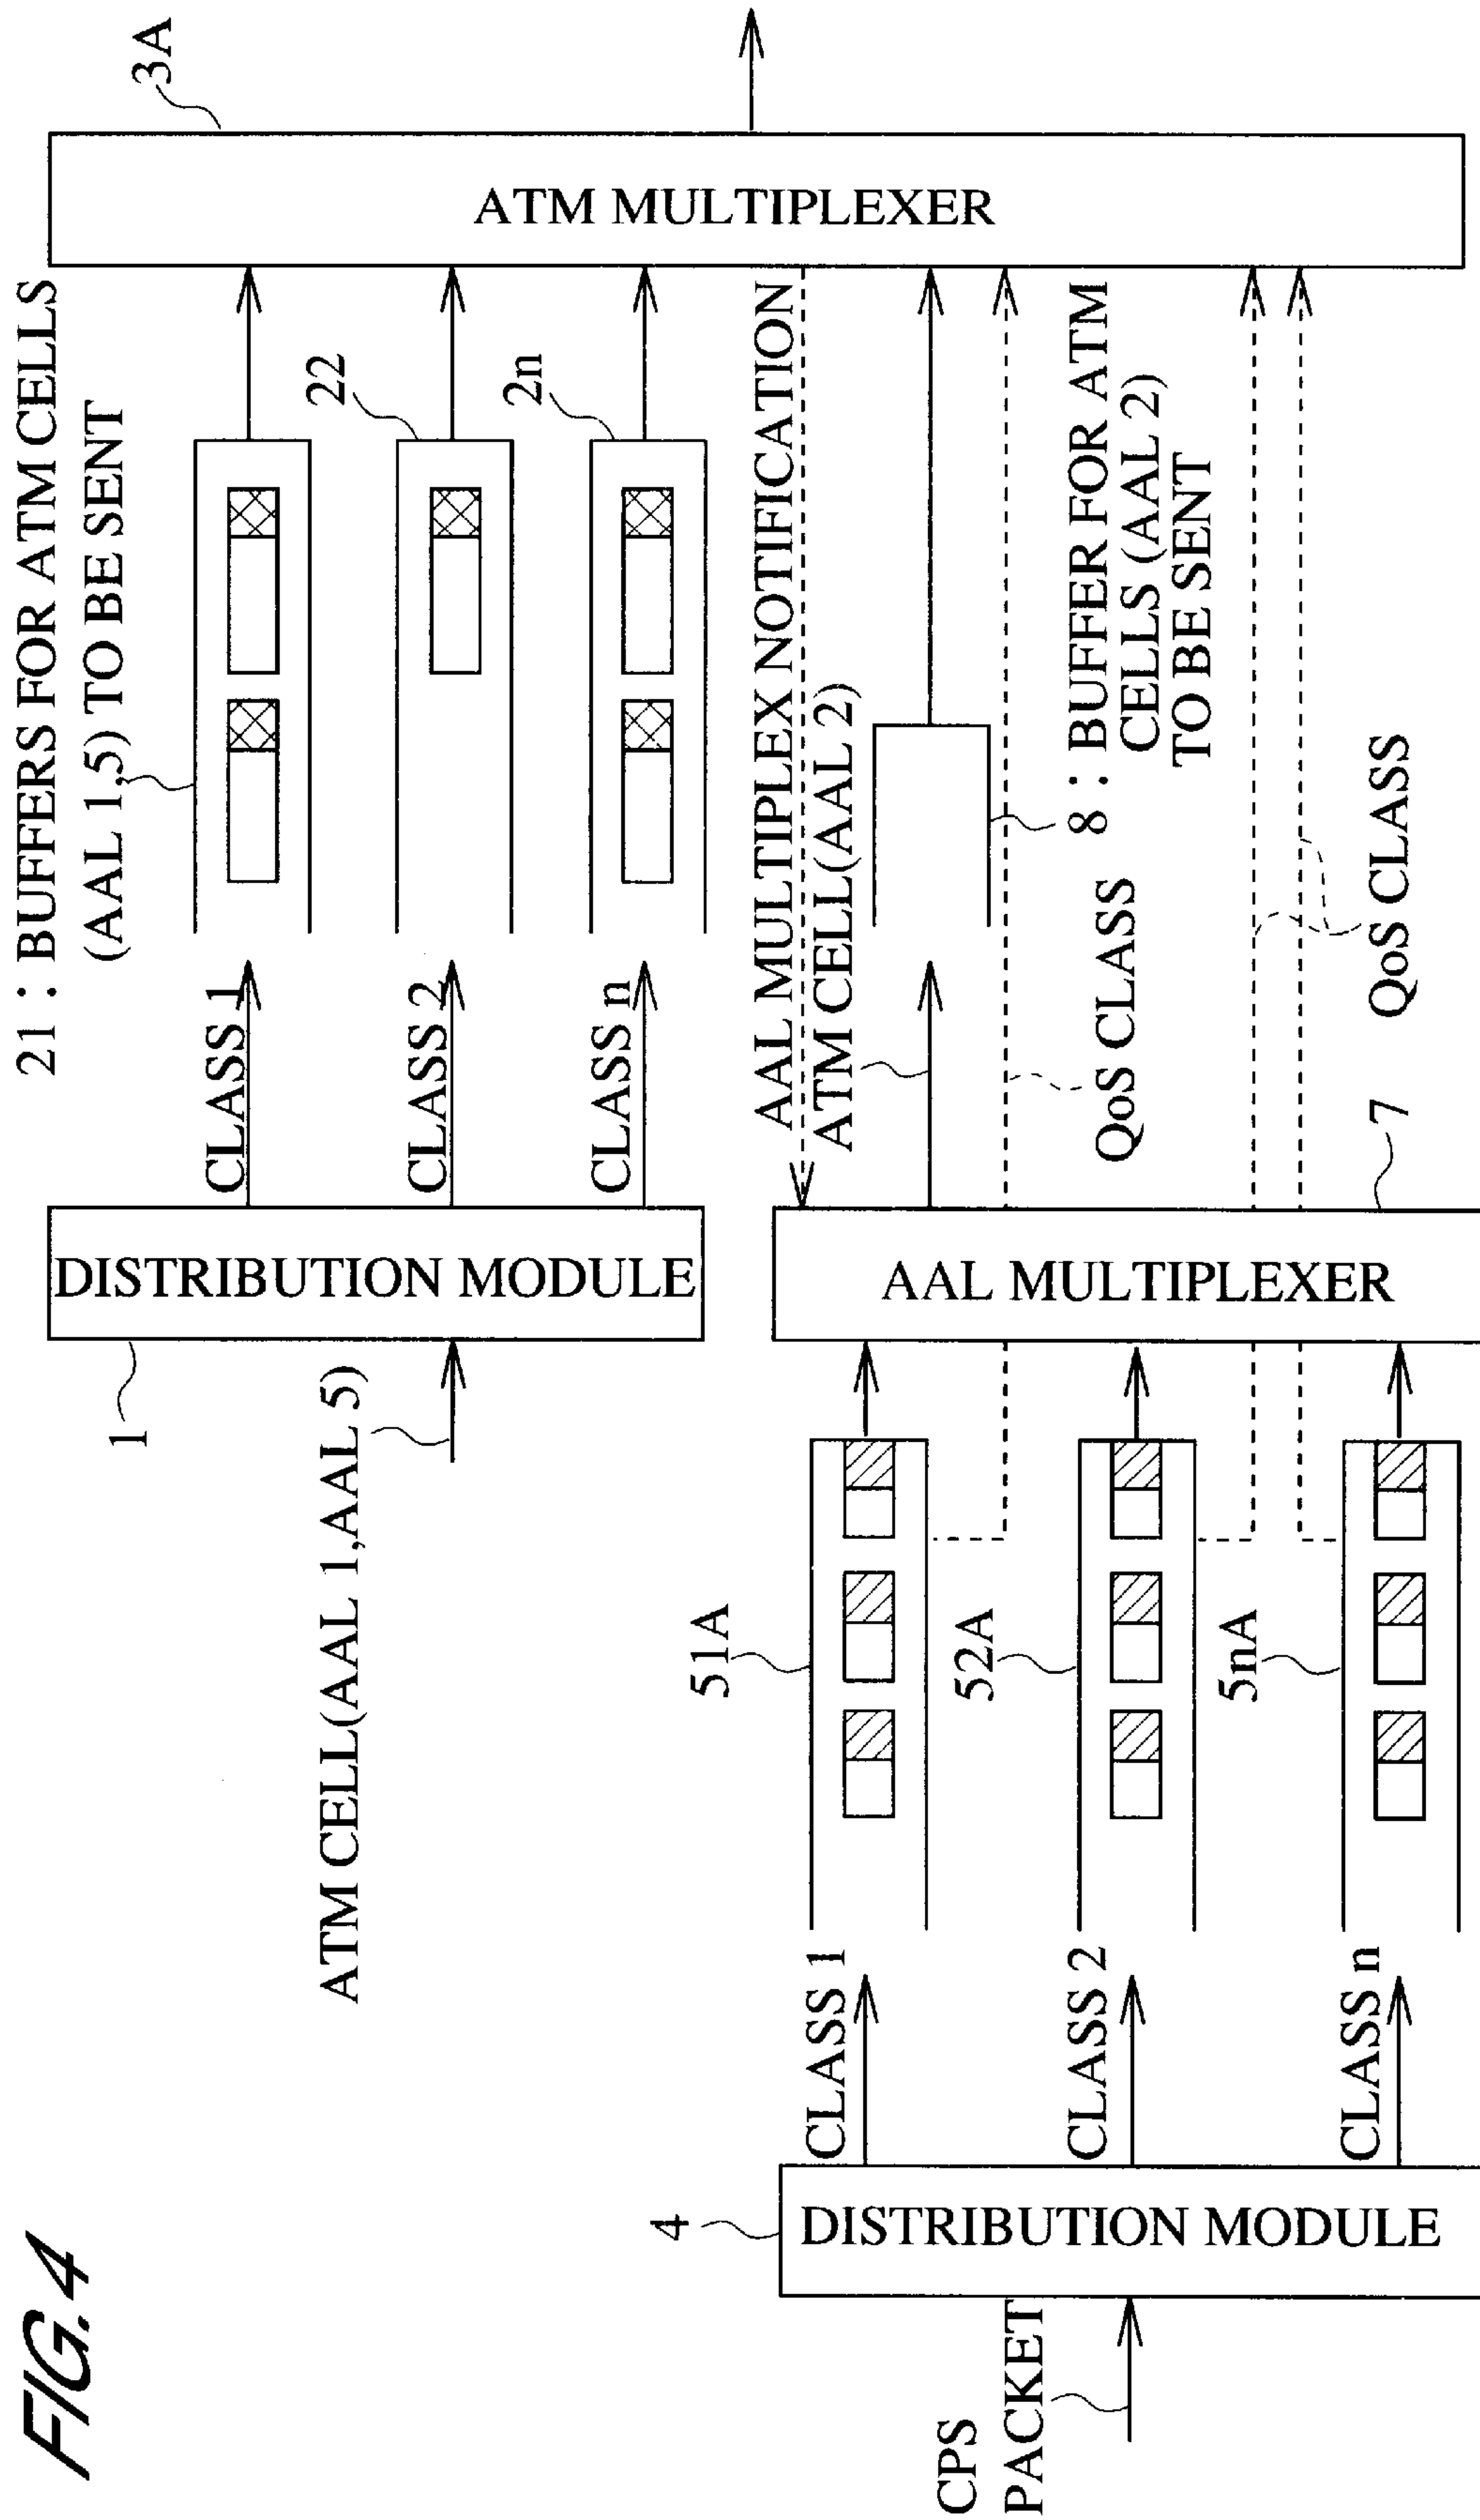 FIG. 4
21 : BUFFERS FOR ATM CELLS
(AAL 1,5) TO BE SENT
3A
CLASS 1
22
CLASS 2
2n
CLASS n
1
DISTRIBUTION MODULE
ATM MULTIPLEXER
ATM CELL(AAL 1,AAL 5)
AAL MULTIPLEX NOTIFICATION
ATM CELL(AAL 2)
8 : BUFFER FOR ATM
CELLS (AAL 2)
TO BE SENT
QoS CLASS
QoS CLASS
7
AAL MULTIPLEXER
51A
CLASS 1
52A
CLASS 2
5nA
CLASS n
4
DISTRIBUTION MODULE
CPS
PACKET